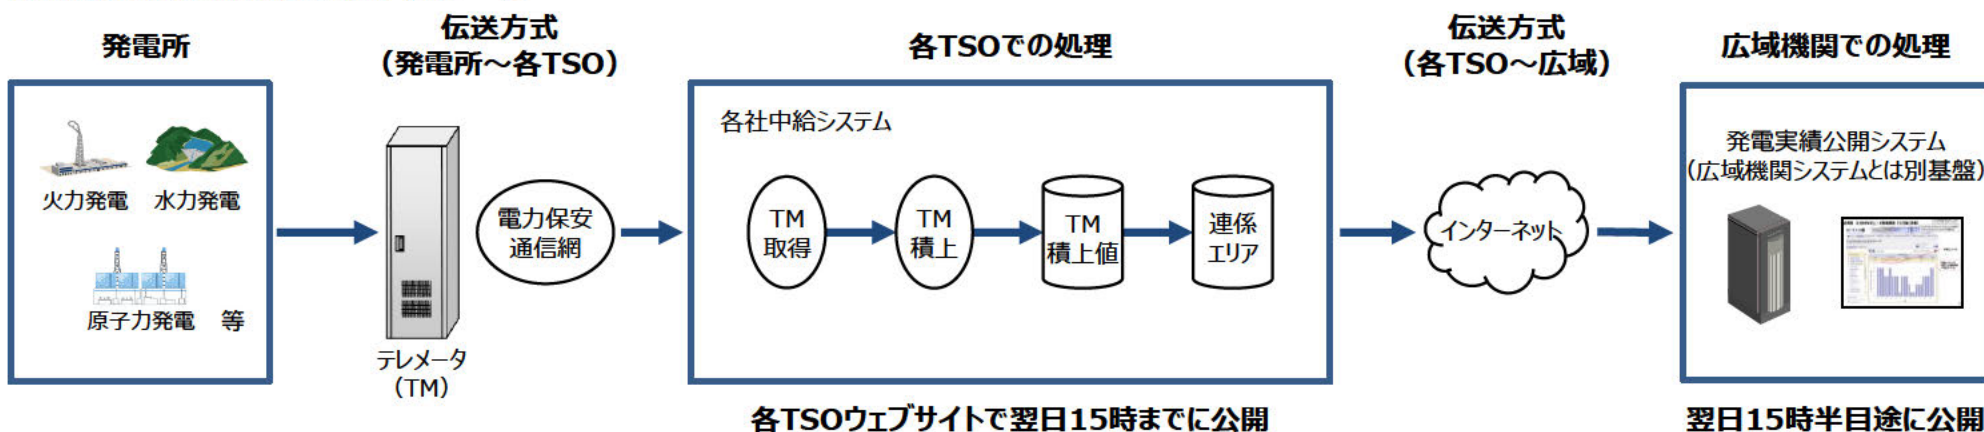 発電所
火力発電
水力発電
原子力発電 等
伝送方式
(発電所～各TSO)
テレメータ
(TM)
電力保安
通信網
各TSOでの処理
各社中給システム
TM
取得
TM
積上
TM
積上値
連係
エリア
各TSOウェブサイトで翌日15時までに公開
伝送方式
(各TSO～広域)
インターネット
広域機関での処理
発電実績公開システム
(広域機関システムとは別基盤)
翌日15時半目途に公開